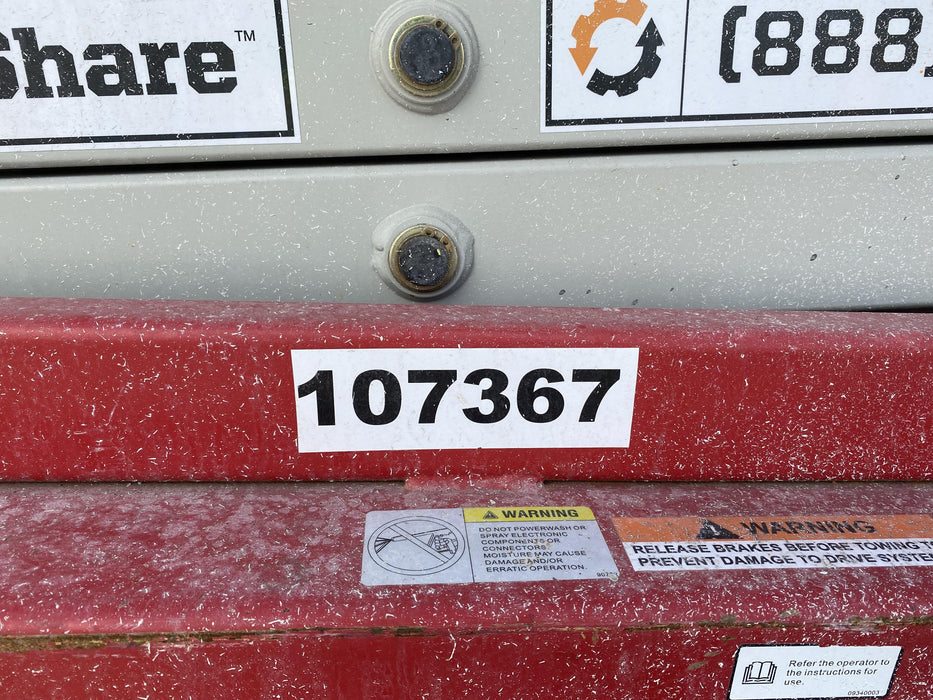 Share™
(888)
107367
WARNING
DO NOT POWERWASH OR
SPRAY ELECTRONIC
COMPONENTS OR
CONNECTORS.
MOISTURE MAY CAUSE
DAMAGE AND/OR
ERRATIC OPERATION.
907
WARNING
RELEASE BRAKES BEFORE TOWING T
PREVENT DAMAGE TO DRIVE SYSTEM
Refer the operator to
the instructions for
use.
09340003